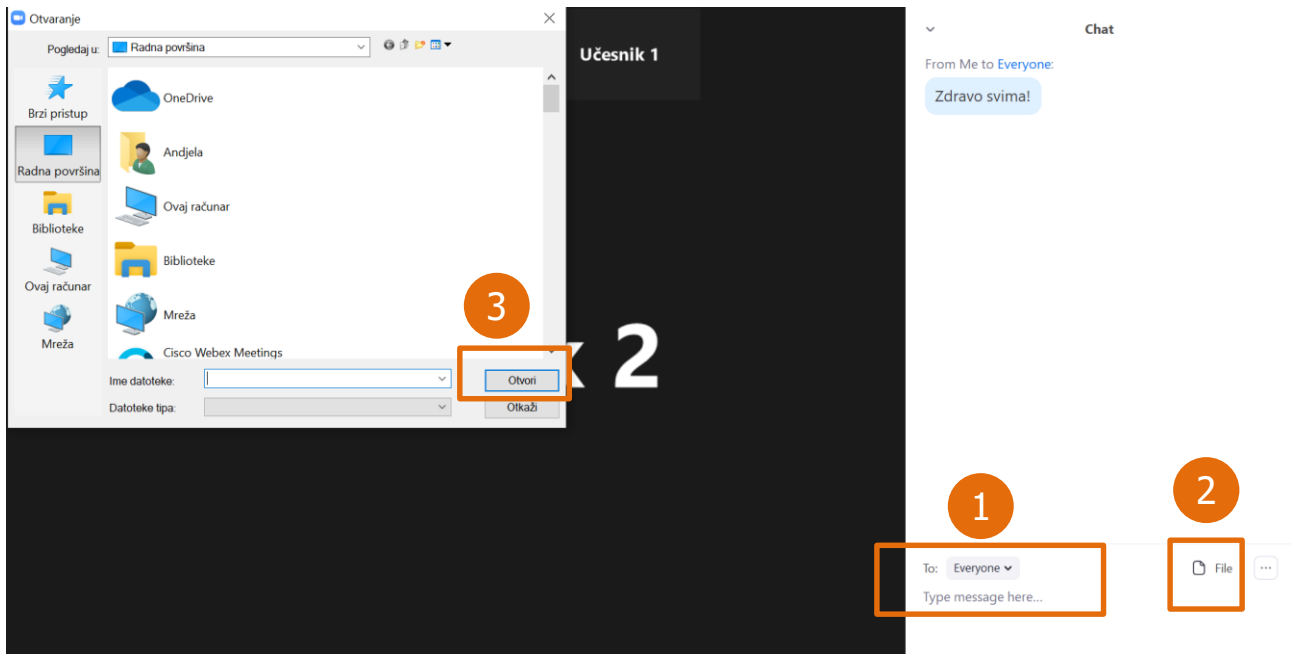 Otvaranje
Pogledaj u:
Radna površina
Brzi pristup
Radna površina
Biblioteke
Ovaj računar
Mreža
OneDrive
Andjela
Ovaj računar
Biblioteke
Mreža
Cisco Webex Meetings
3
Ime datoteke:
Otvori
Datoteke tipa:
Otkaži
Učesnik 1
2
Chat
From Me to Everyone:
Zdravo svima!
1
2
To: Everyone
File
...
Type message here...